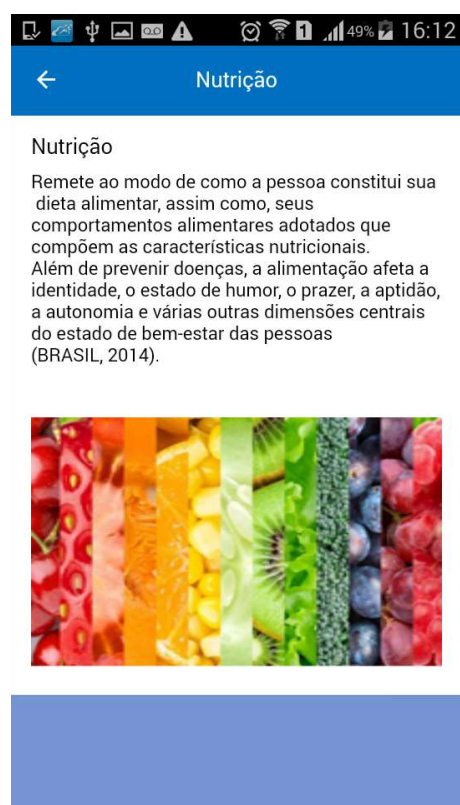 1 49% 16:12
Nutrição
Nutrição
Remete ao modo de como a pessoa constitui sua
dieta alimentar, assim como, seus
comportamentos alimentares adotados que
compõem as características nutricionais.
Além de prevenir doenças, a alimentação afeta a
identidade, o estado de humor, o prazer, a aptidão,
a autonomia e várias outras dimensões centrais
do estado de bem-estar das pessoas
(BRASIL, 2014).